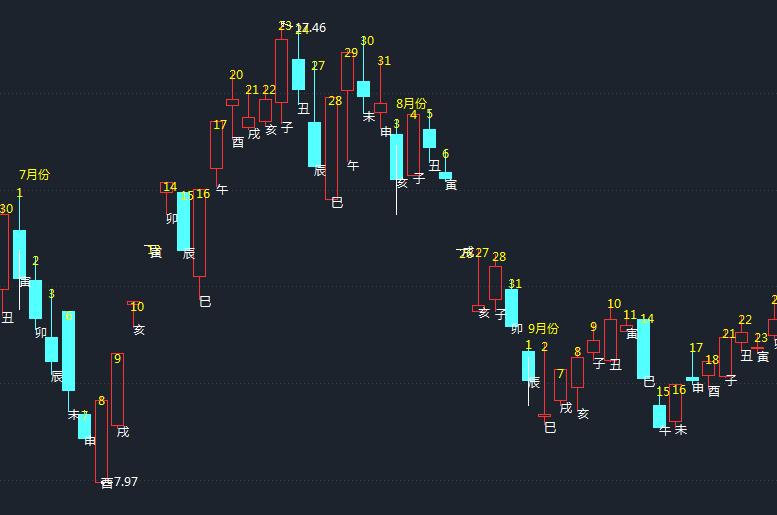 23 17.46
24
29 30
27 31
20
21 22
28 8月份
17 3 4 5
丑
未
酉 戌 亥 子 申
6
午 丑
7月份 辰 亥 子 寅
14 15 16 午
1 巳
30 卯
寅 辰 27 28
2 寅 31
3 巳
10 亥 子 10
丑 6 卯 亥 卯 9月份 9 11 14 22
1 2 寅 21 23
9 8 17 丑 寅
辰 7 子 丑 18
8 辰 巳 子
未 7 戌 亥 15 16 申 酉
申 戌 巳 午 未
酉 7.97